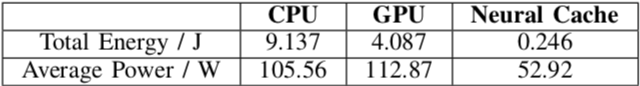 CPU GPU Neural Cache
Total Energy / J 9.137 4.087 0.246
Average Power / W 105.56 112.87 52.92